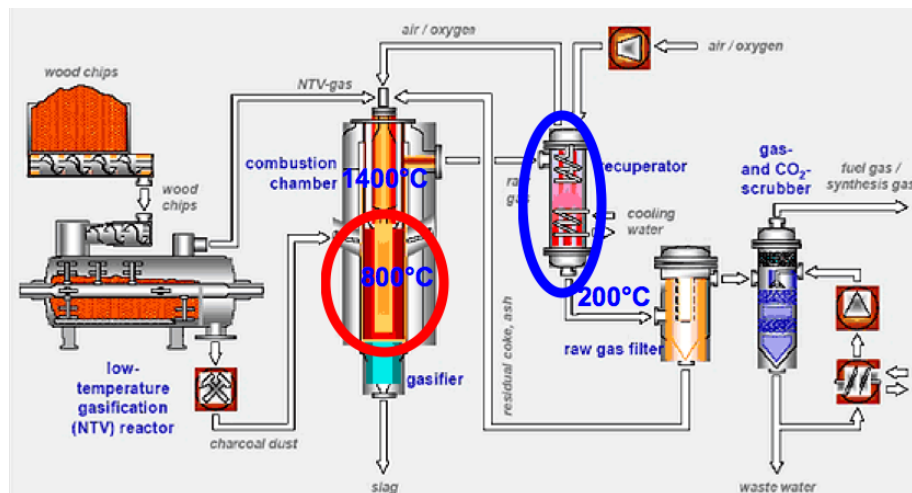 air / oxygen
air / oxygen
wood chips
NTV-gas
combustion
chamber
1400°C
raw
gas
recuperator
gas-
and CO₂-
scrubber
fuel gas /
synthesis gas
wood
chips
cooling
water
800°C
200°C
raw gas filter
low-
temperature
gasification
(NTV) reactor
gasifier
residual coke, ash
charcoal dust
slag
waste water